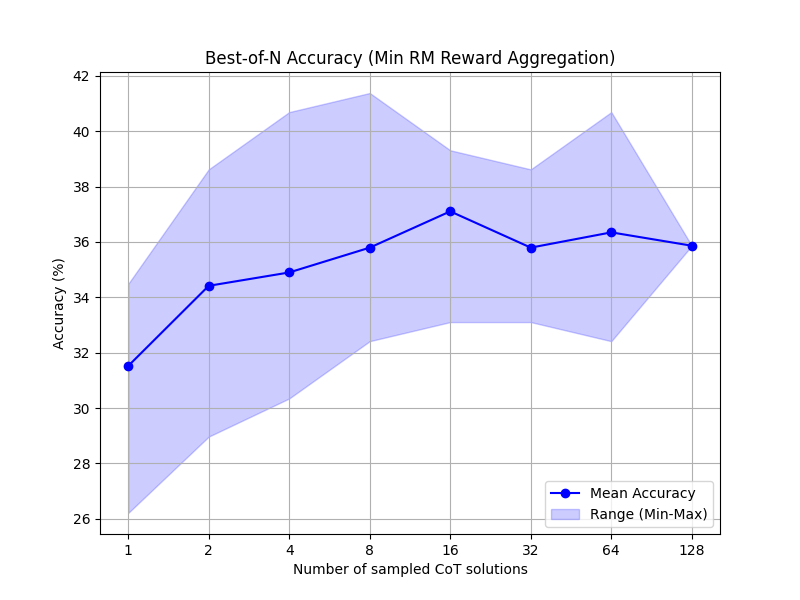 Best-of-N Accuracy (Min RM Reward Aggregation)
Accuracy (%)
42
40
38
36
34
32
30
28
26
1 2 4 8 16 32 64 128
Number of sampled CoT solutions
Mean Accuracy
Range (Min-Max)